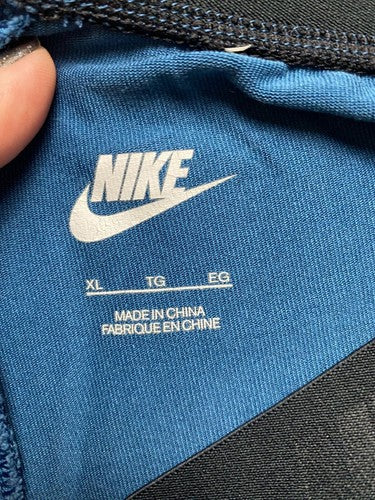 NIKE
XL TG EG
MADE IN CHINA
FABRIQUE EN CHINE